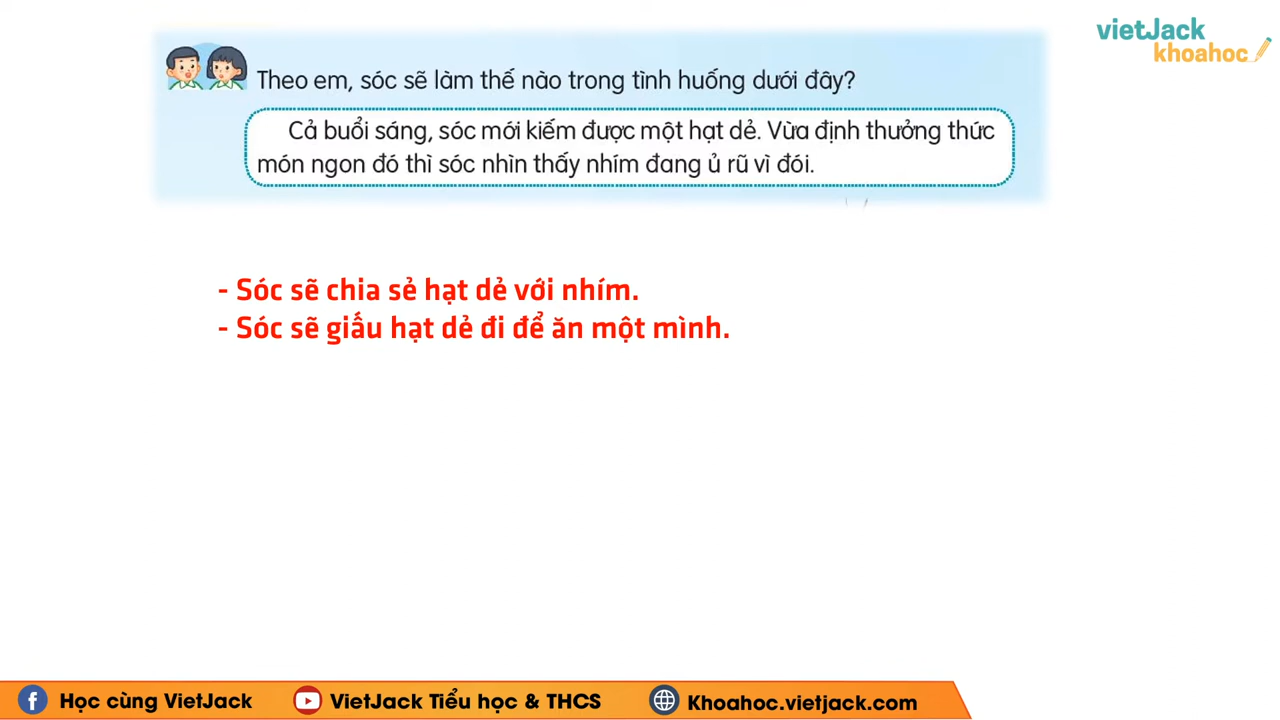 vietJack
khoahoc
Theo em, sóc sẽ làm thế nào trong tình huống dưới đây?
Cả buổi sáng, sóc mới kiếm được một hạt dẻ. Vừa định thưởng thức
món ngon đó thì sóc nhìn thấy nhím đang ủ rũ vì đói.
- Sóc sẽ chia sẻ hạt dẻ với nhím.
- Sóc sẽ giấu hạt dẻ đi để ăn một mình.
Học cùng VietJack VietJack Tiểu học & THCS Khoahoc.vietjack.com